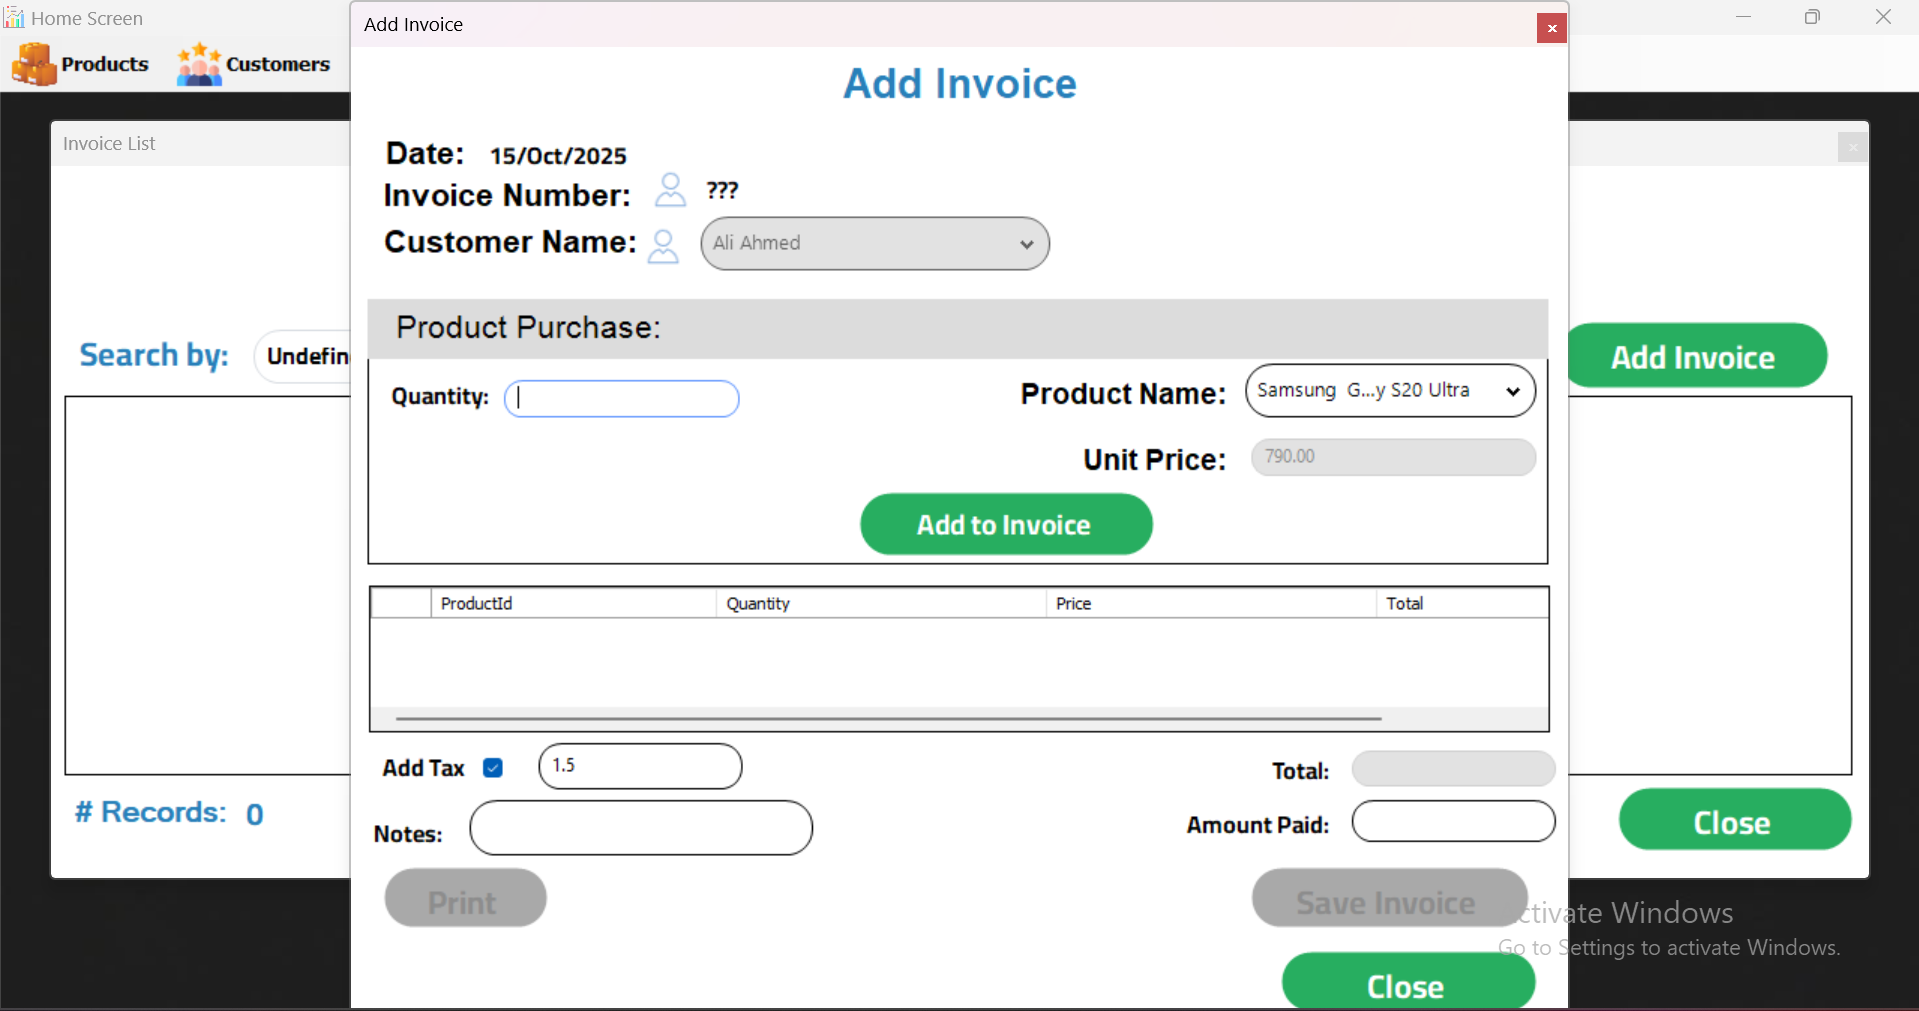 Home Screen
Products
Customers
Invoice List
Search by:
# Records: 0
Add Invoice
Add Invoice
Date: 15/Oct/2025
Invoice Number: ???
Customer Name: Ali Ahmed
Product Purchase:
Quantity:
Product Name: Samsung G...y S20 Ultra
Unit Price: 790.00
Add to Invoice
ProductId Quantity Price Total
Add Tax 1.5
Total:
Notes:
Amount Paid:
Print
Save Invoice
Close
Add Invoice
Close
Windows
Go to Settings to activate Windows.